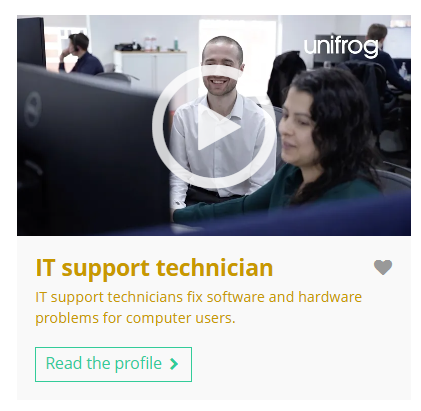 unifrog
IT support technician
IT support technicians fix software and hardware
problems for computer users.
Read the profile